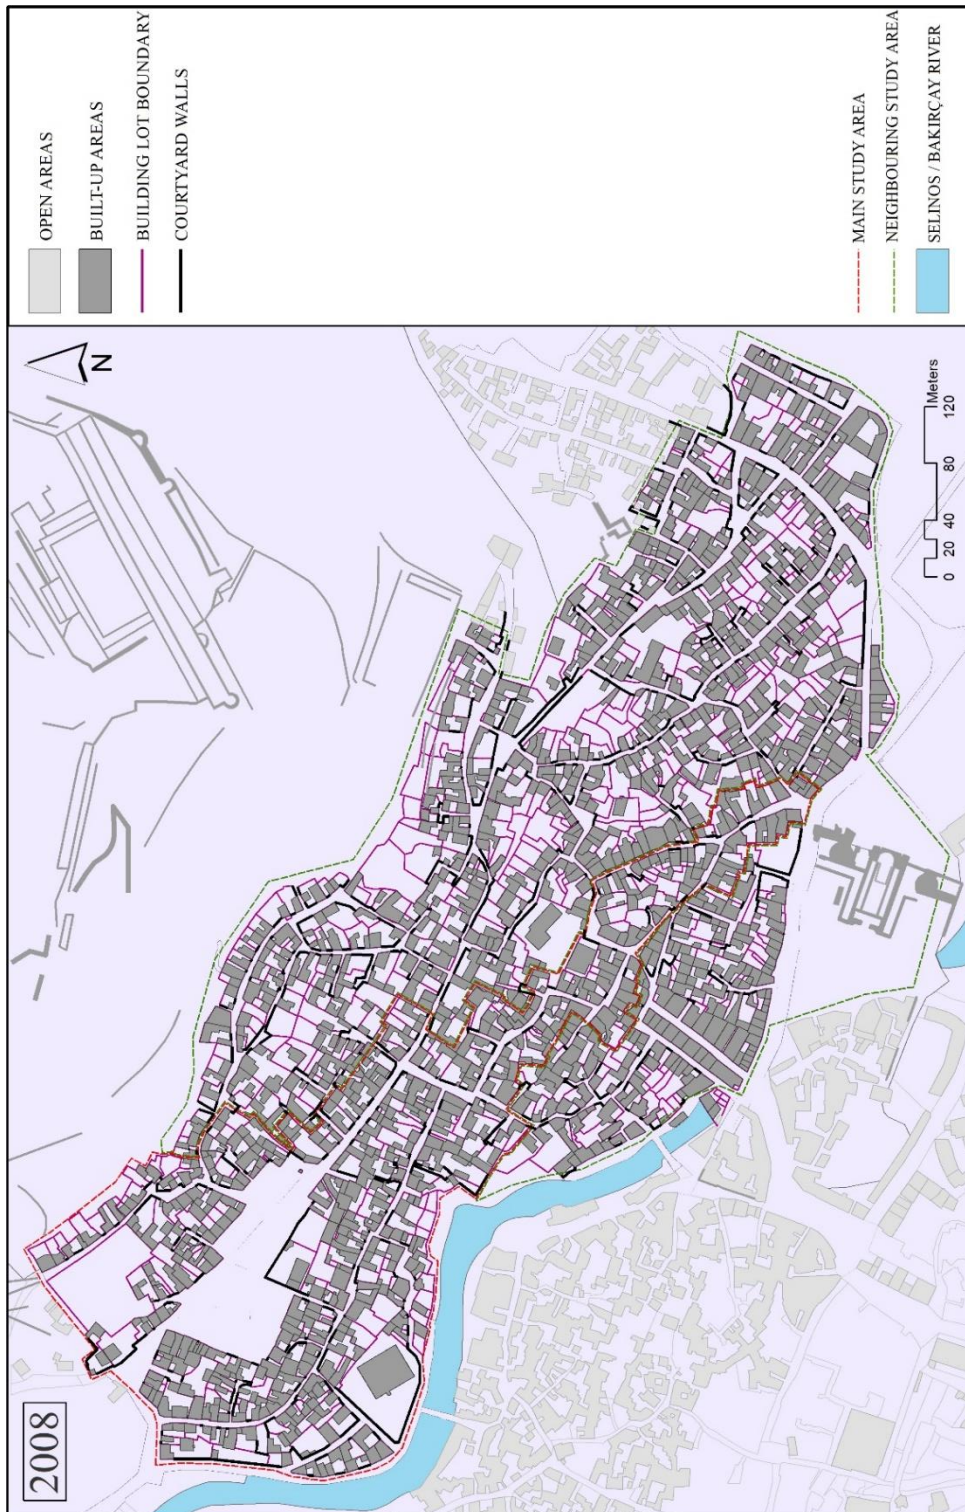 2008
N
0 20 40 80 120
Meters
OPEN AREAS
BUILT-UP AREAS
BUILDING LOT BOUNDARY
COURTYARD WALLS
MAIN STUDY AREA
NEIGHBOURING STUDY AREA
SELINOS / BAKIRÇAY RIVER